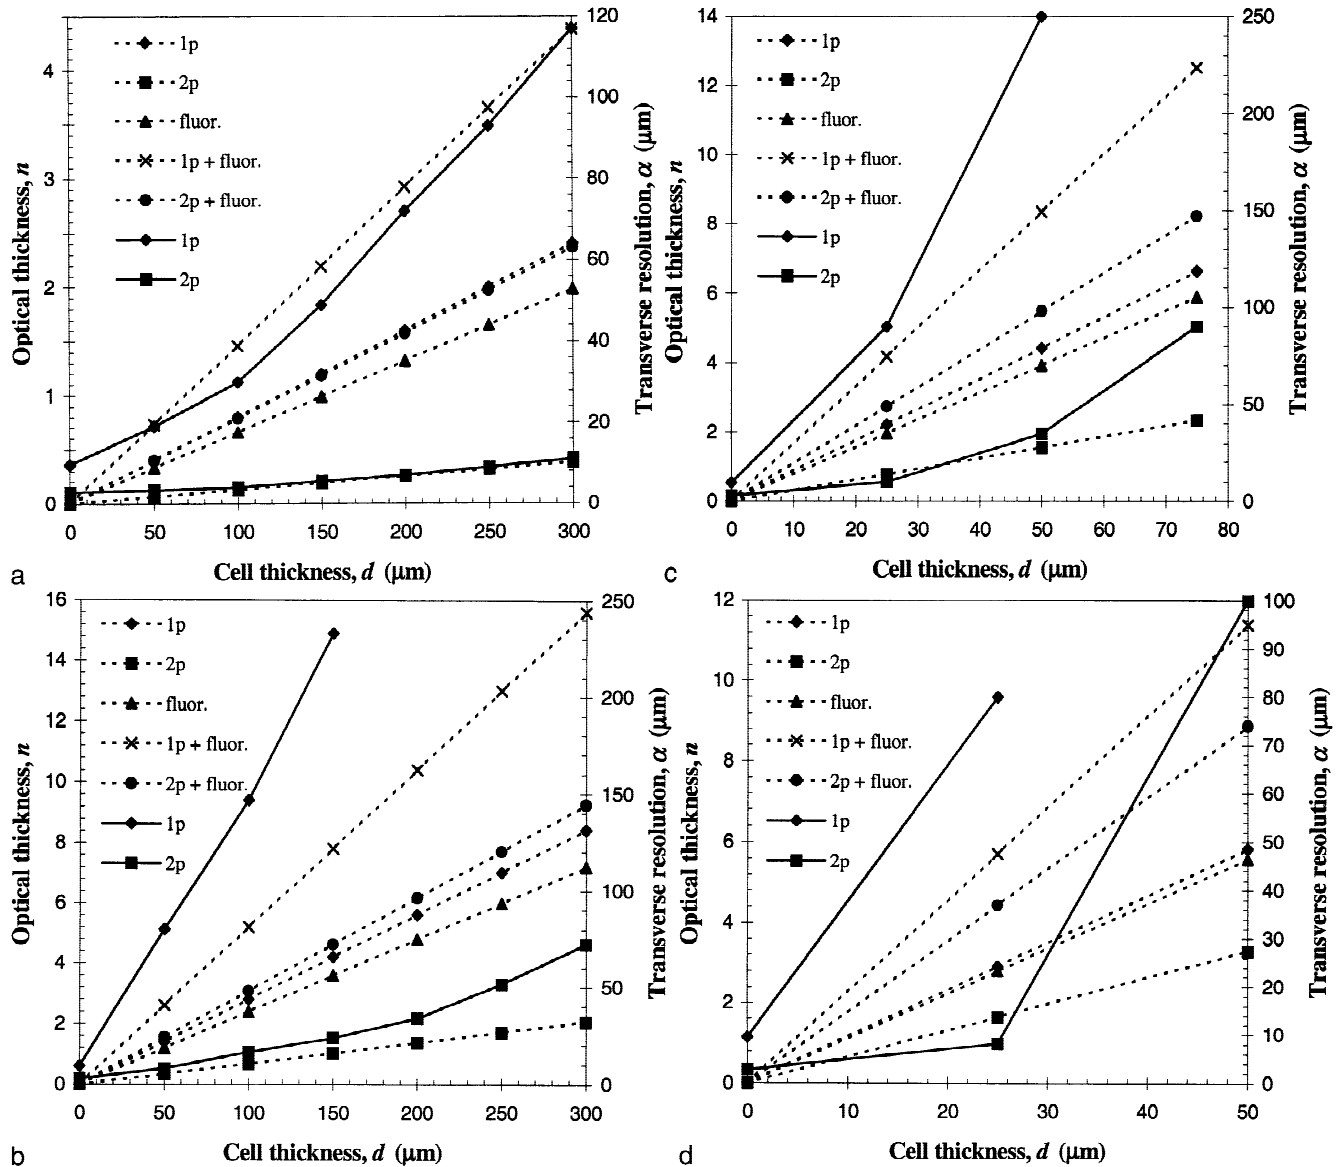 4
3
2
1
0
Optical thickness, n
1p
2p
fluor.
1p + fluor.
2p + fluor.
1p
2p
120
100
80
60
40
20
0
Transverse resolution, α (μm)
0 50 100 150 200 250 300
Cell thickness, d (μm)
a
14
12
10
8
6
4
2
0
Optical thickness, n
1p
2p
fluor.
1p + fluor.
2p + fluor.
1p
2p
250
200
150
100
50
0
Transverse resolution, α (μm)
0 10 20 30 40 50 60 70 80
Cell thickness, d (μm)
c
16
14
12
10
8
6
4
2
0
Optical thickness, n
1p
2p
fluor.
1p + fluor.
2p + fluor.
1p
2p
250
200
150
100
50
0
Transverse resolution, α (μm)
0 50 100 150 200 250 300
Cell thickness, d (μm)
b
12
10
8
6
4
2
0
Optical thickness, n
1p
2p
fluor.
1p + fluor.
2p + fluor.
1p
2p
100
90
80
70
60
50
40
30
20
10
0
Transverse resolution, α (μm)
0 10 20 30 40 50
Cell thickness, d (μm)
d